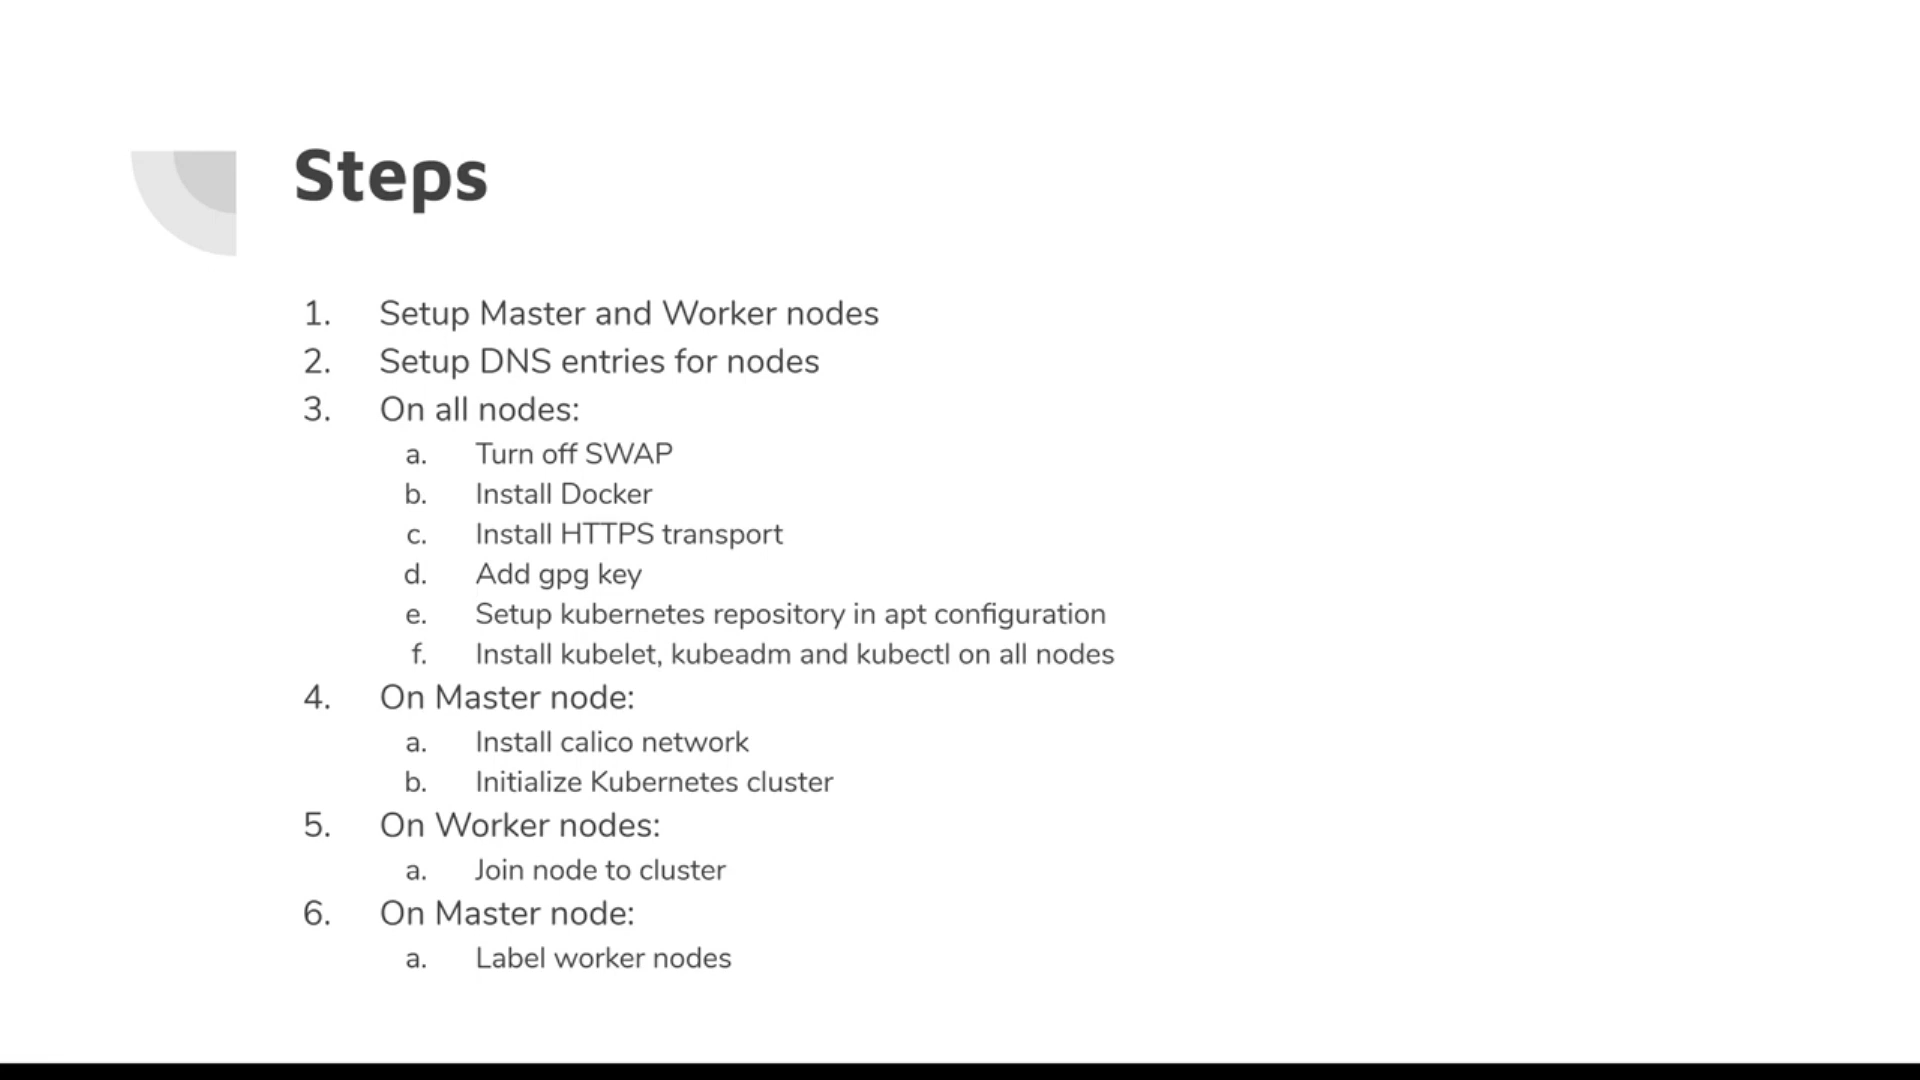 Steps
1. Setup Master and Worker nodes
2. Setup DNS entries for nodes
3. On all nodes:
a. Turn off SWAP
b. Install Docker
c. Install HTTPS transport
d. Add gpg key
e. Setup kubernetes repository in apt configuration
f. Install kubelet, kubeadm and kubectl on all nodes
4. On Master node:
a. Install calico network
b. Initialize Kubernetes cluster
5. On Worker nodes:
a. Join node to cluster
6. On Master node:
a. Label worker nodes